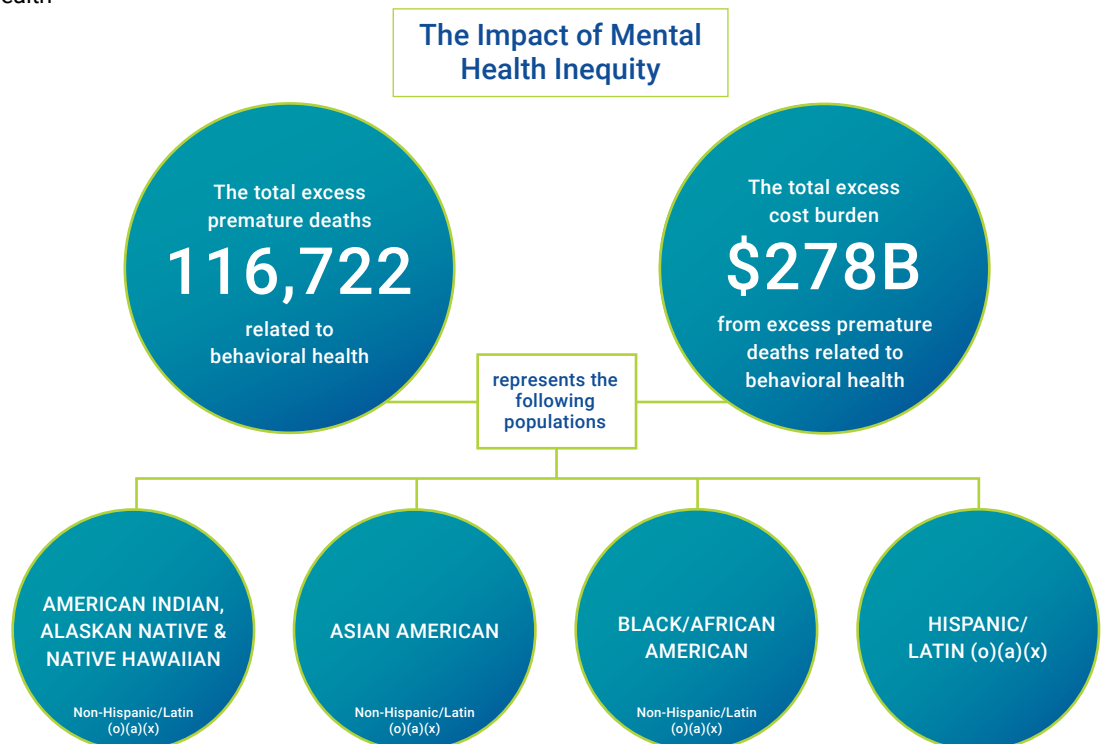 The Impact of Mental
Health Inequity
The total excess
premature deaths
116,722
related to
behavioral health
The total excess
cost burden
$278B
from excess premature
deaths related to
behavioral health
represents the
following
populations
AMERICAN INDIAN,
ALASKAN NATIVE &
NATIVE HAWAIIAN
Non-Hispanic/Latin
(o)(a)(x)
ASIAN AMERICAN
Non-Hispanic/Latin
(o)(a)(x)
BLACK/AFRICAN
AMERICAN
Non-Hispanic/Latin
(o)(a)(x)
HISPANIC/
LATIN (o)(a)(x)